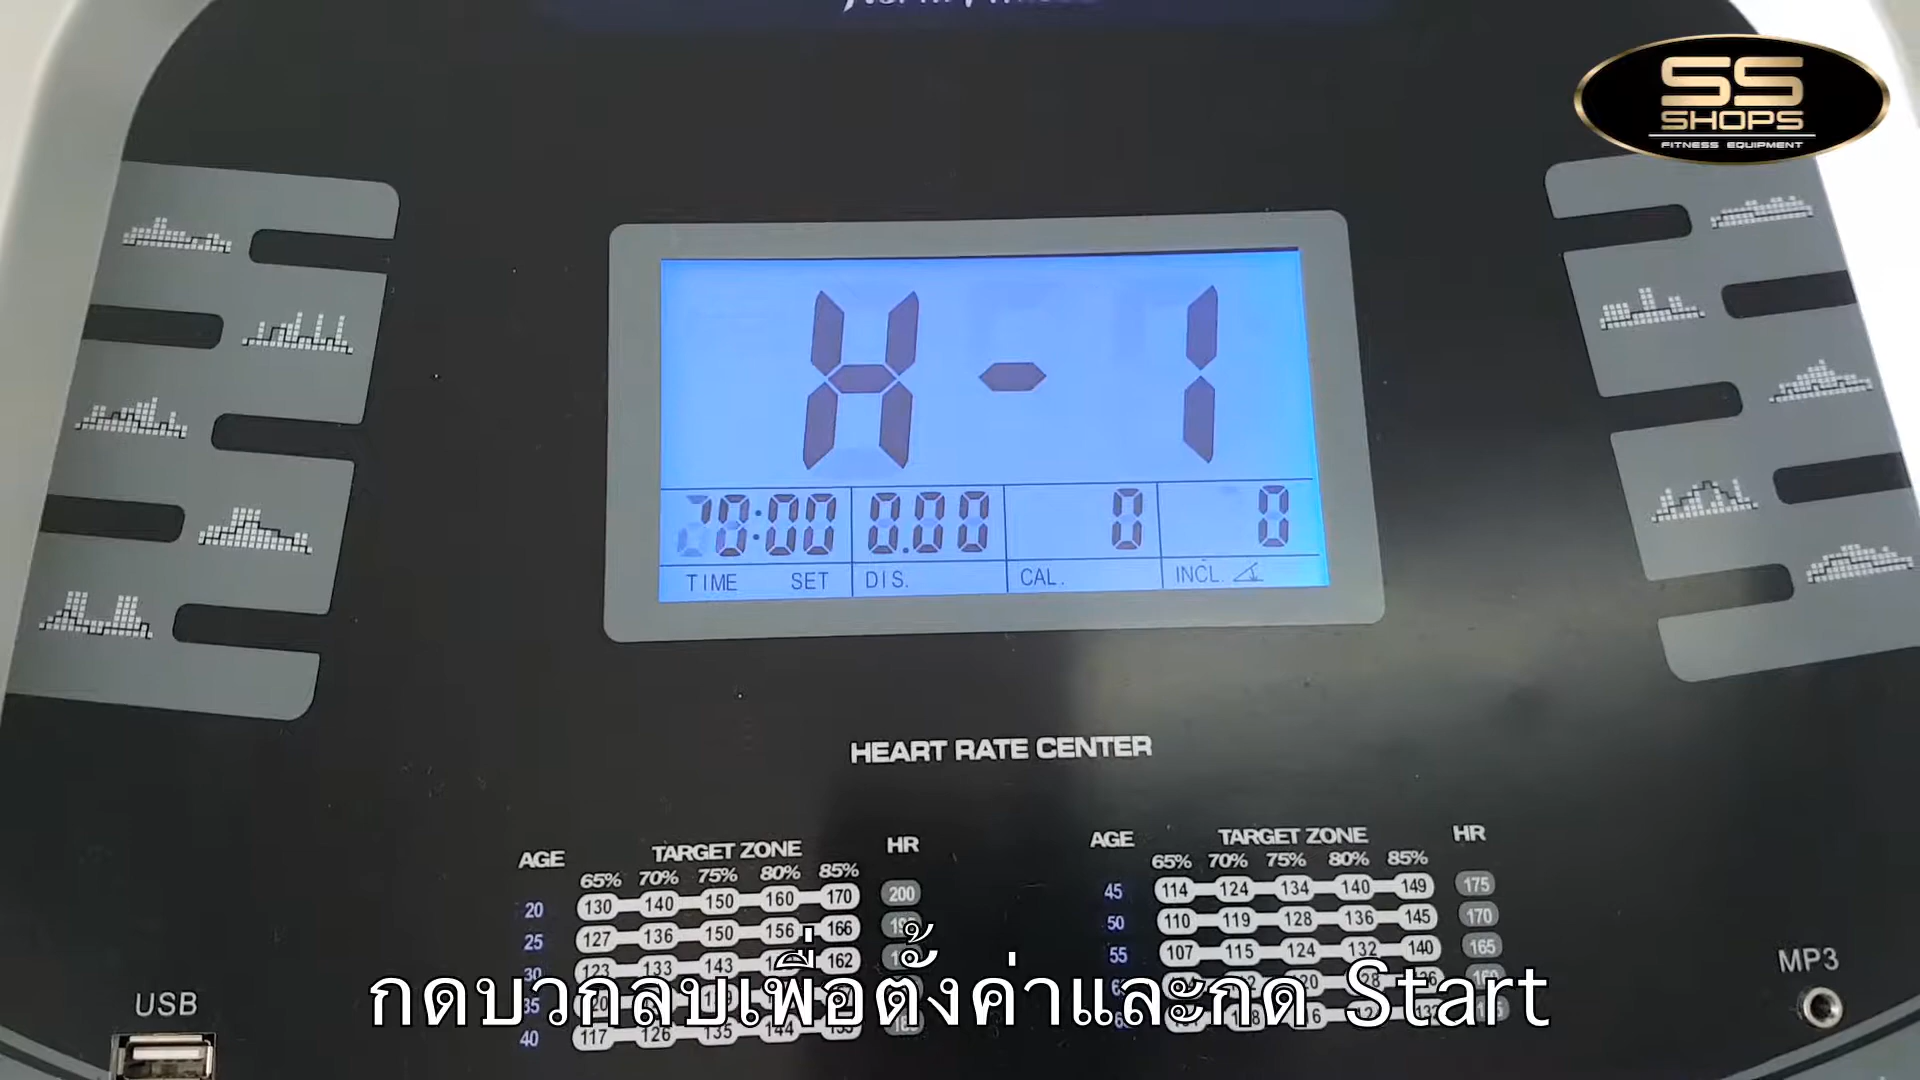 SS
SHOPS
FITNESS EQUIPMENT
H-1
0:00 0.00 0 0
TIME SET DIS. CAL. INCL.
HEART RATE CENTER
AGE TARGET ZONE HR
65% 70% 75% 80% 85%
20 130 140 150 160 170 200
25 127 136 150 156 166
30 123 133 143 162
35
40 117 126 135 144
AGE TARGET ZONE HR
65% 70% 75% 80% 85%
45 114 124 134 140 149 175
50 110 119 128 136 145 170
55 107 115 124 132 140 165
USB
MP3
กดบวกลบเพื่อตั้งค่าและกด Start